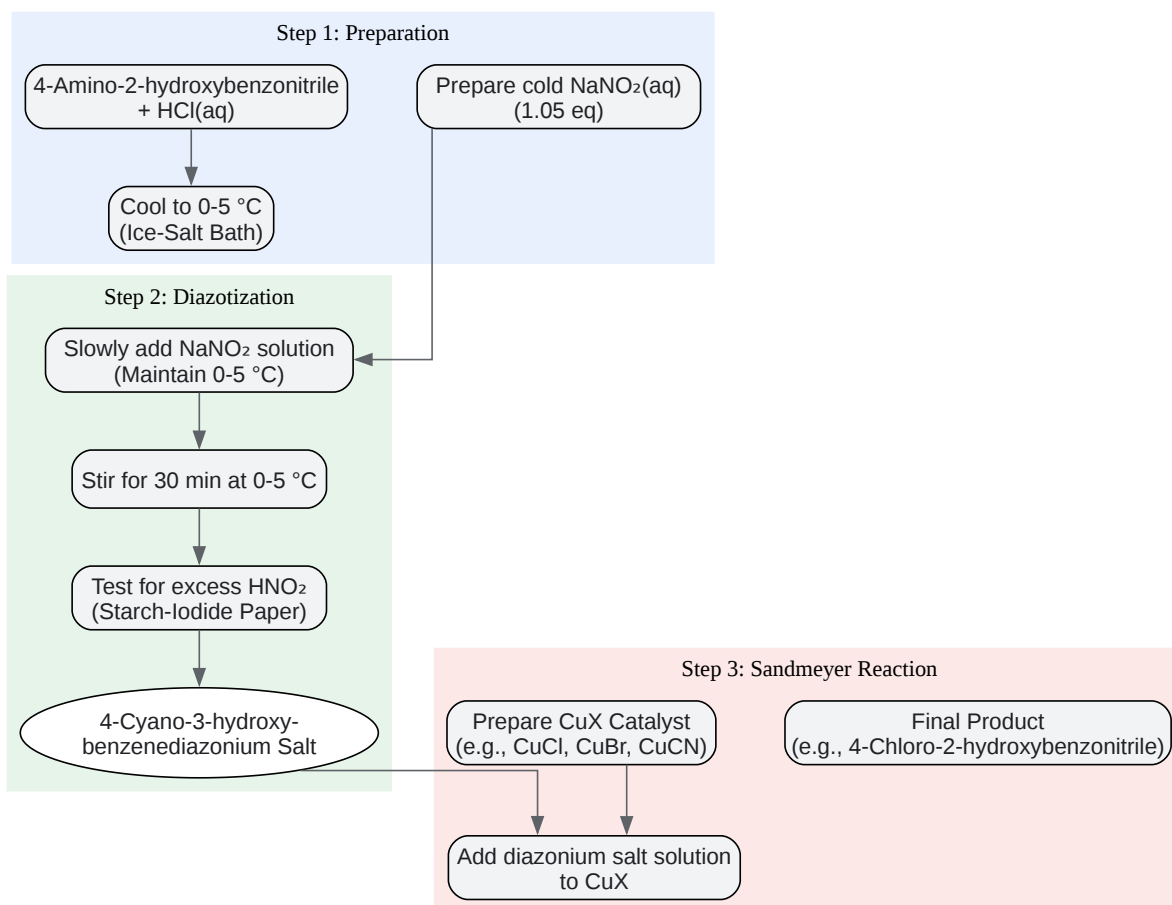 Step 1: Preparation
4-Amino-2-hydroxybenzonitrile
+ HCl(aq)
Prepare cold NaNO₂(aq)
(1.05 eq)
Cool to 0-5 °C
(Ice-Salt Bath)
Step 2: Diazotization
Slowly add NaNO₂ solution
(Maintain 0-5 °C)
Stir for 30 min at 0-5 °C
Test for excess HNO₂
(Starch-Iodide Paper)
4-Cyano-3-hydroxy-
benzenediazonium Salt
Step 3: Sandmeyer Reaction
Prepare CuX Catalyst
(e.g., CuCl, CuBr, CuCN)
Final Product
(e.g., 4-Chloro-2-hydroxybenzonitrile)
Add diazonium salt solution
to CuX